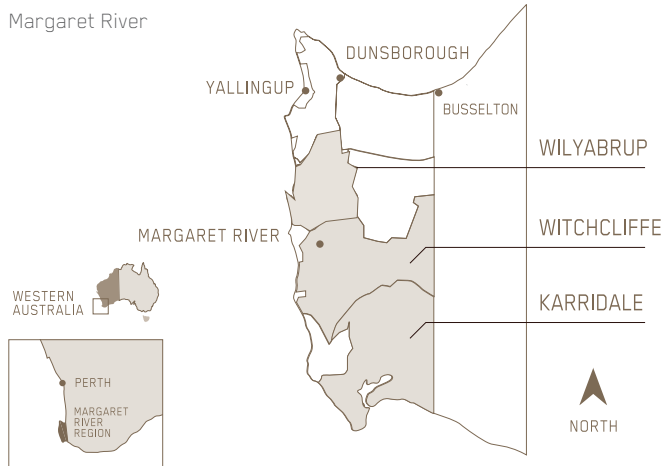 Margaret River
DUNSBOROUGH
YALLINGUP
BUSSELTON
WILYABRUP
WITCHCLIFFE
MARGARET RIVER
KARRIDALE
WESTERN
AUSTRALIA
PERTH
MARGARET
RIVER
REGION
NORTH